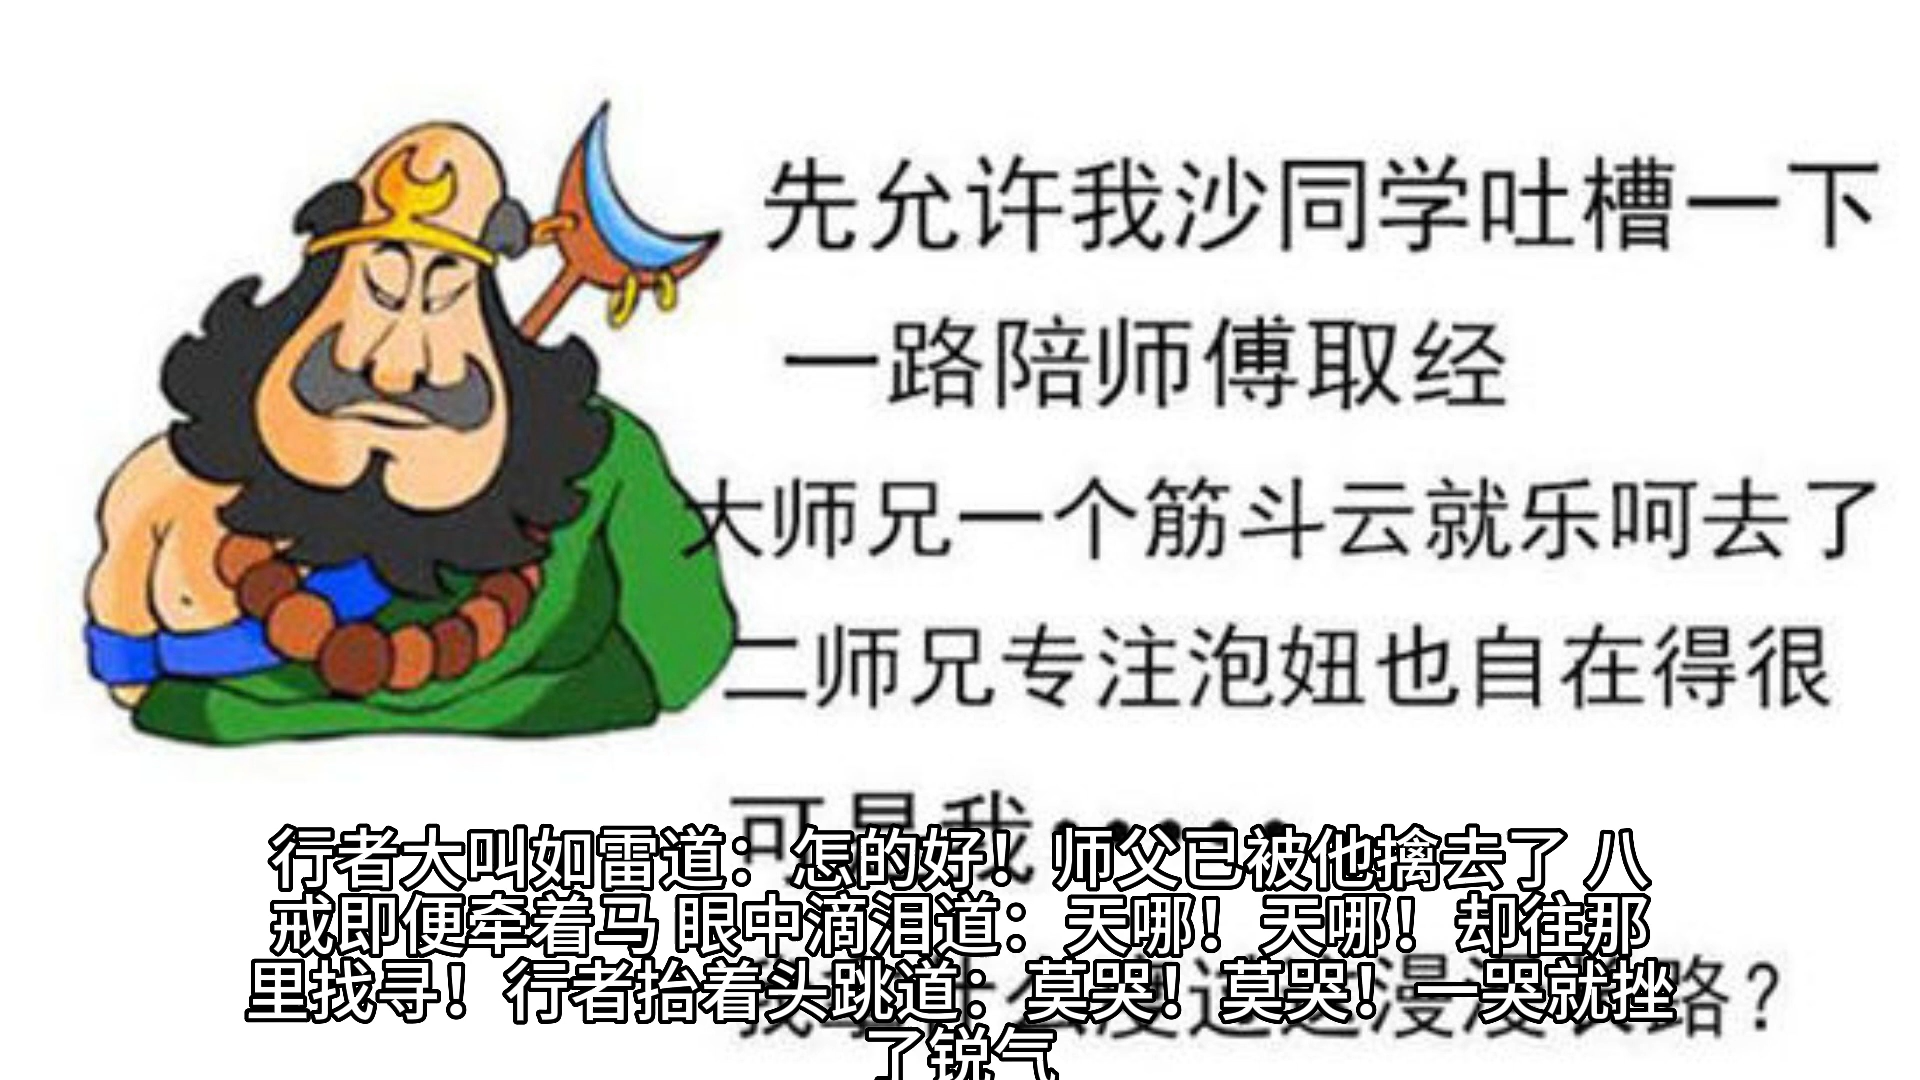 先允许我沙同学吐槽一下
一路陪师傅取经
大师兄一个筋斗云就乐呵去了
二师兄专注泡妞也自在得很
可是我······
行者大叫如雷道：怎的好！师父已被他擒去了 八
戒即便牵着马 眼中滴泪道：天哪！天哪！却往那
里找寻！行者抬着头跳道：莫哭！莫哭！一哭就挫
了锐气
路？